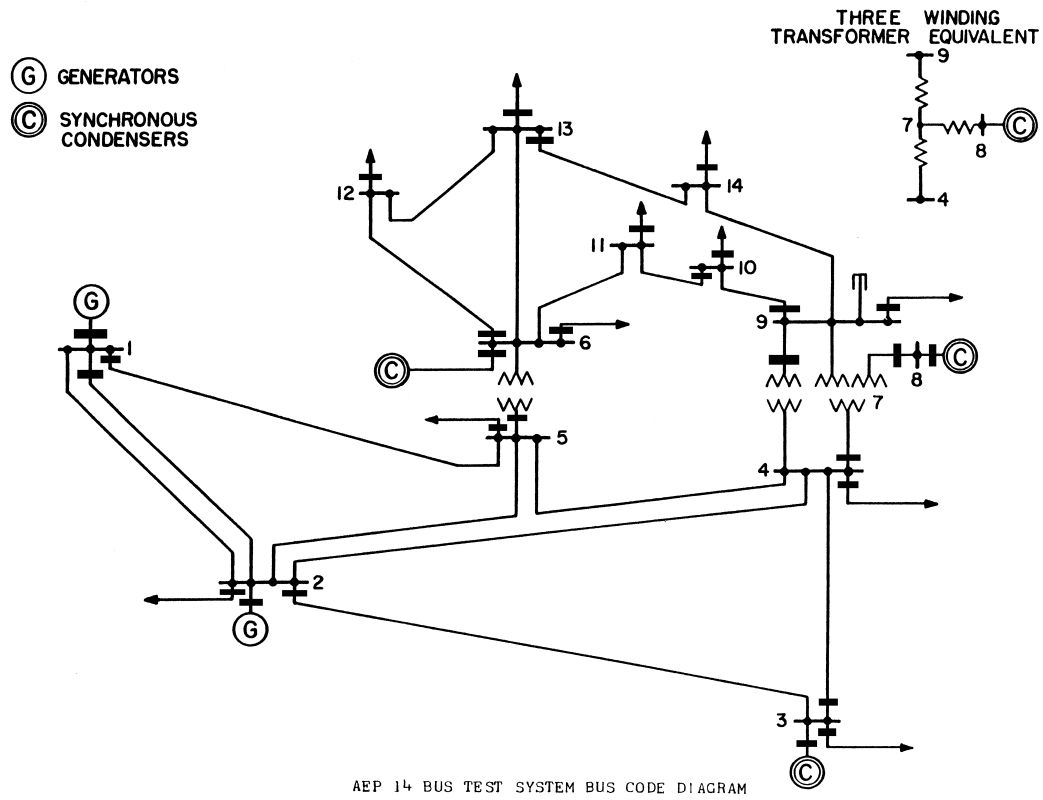 THREE WINDING
TRANSFORMER EQUIVALENT
9
7
C
8
4
G GENERATORS
C SYNCHRONOUS
CONDENSERS
13
12
14
11
10
G
1
9
6
C
C
8
7
5
4
2
G
3
C
AEP 14 BUS TEST SYSTEM BUS CODE DIAGRAM